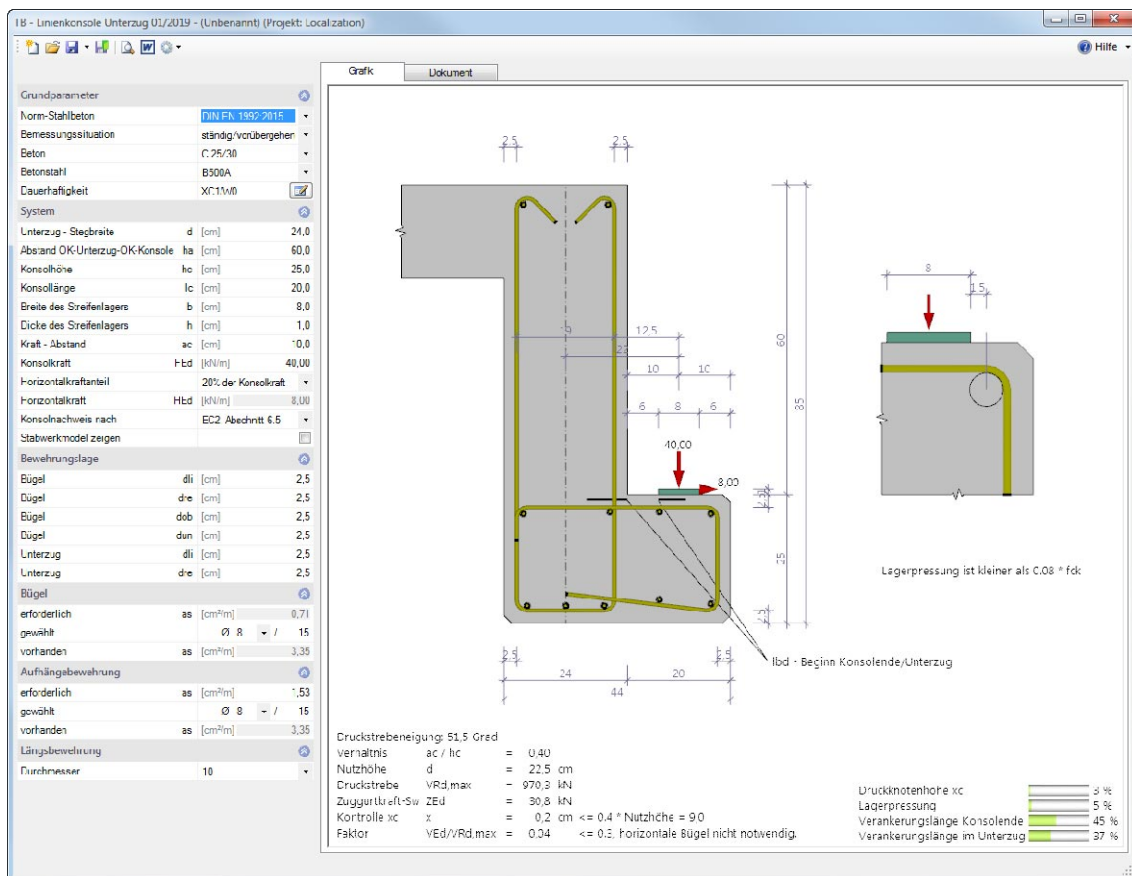 TB - Linienkonsole Unterzug 01/2019 - (Unbenannt) (Projekt: Localization)
Hilfe
Grafik Dokument
Grundparameter
Norm-Stahlbeton DIN EN 1992:2015
Bemessungssituation ständig/vorübergehen
Beton C 25/30
Betonstahl B500A
Dauerhaftigkeit XC1/W0
System
Unterzug - Stegbreite d [cm] 24,0
Abstand OK-Unterzug-OK-Konsole ha [cm] 60,0
Konsolhöhe hc [cm] 25,0
Konsollänge lc [cm] 20,0
Breite des Streifenlagers b [cm] 8,0
Dicke des Streifenlagers h [cm] 1,0
Kraft - Abstand ac [cm] 10,0
Konsolkraft FEd [kN/m] 40,00
Horizontalkraftanteil 20% der Konsolkraft
Horizontalkraft HEd [kN/m] 8,00
Konsolnachweis nach EC2 Abschnitt 6.5
Stabwerkmodel zeigen
Bewehrungslage
Bügel dli [cm] 2,5
Bügel dre [cm] 2,5
Bügel dob [cm] 2,5
Bügel dun [cm] 2,5
Unterzug dli [cm] 2,5
Unterzug dre [cm] 2,5
Bügel
erforderlich as [cm²/m] 0,71
gewählt Ø 8 / 15
vorhanden as [cm²/m] 3,35
Aufhängebewehrung
erforderlich as [cm²/m] 1,53
gewählt Ø 8 / 15
vorhanden as [cm²/m] 3,35
Längsbewehrung
Durchmesser 10
2,5 2,5
19 12,5
10 10
6 8 6
40,00
8,00
60
85
25
2,5
2,5
2,5 2,5
24 20
44
lbd - Beginn Konsolende/Unterzug
8
1,5
Lagerpressung ist kleiner als 0.08 * fck
Druckstrebeneigung: 51,5 Grad
Verhältnis ac / hc = 0,40
Nutzhöhe d = 22,5 cm
Druckstrebe VRd,max = 970,3 kN
Zuggurtkraft-Sw ZEd = 30,8 kN
Kontrolle xc x = 0,2 cm <= 0.4 * Nutzhöhe = 9,0
Faktor VEd/VRd,max = 0,04 <= 0.3, horizontale Bügel nicht notwendig.
Druckknotenhöhe xc 3 %
Lagerpressung 5 %
Verankerungslänge Konsolende 45 %
Verankerungslänge im Unterzug 37 %